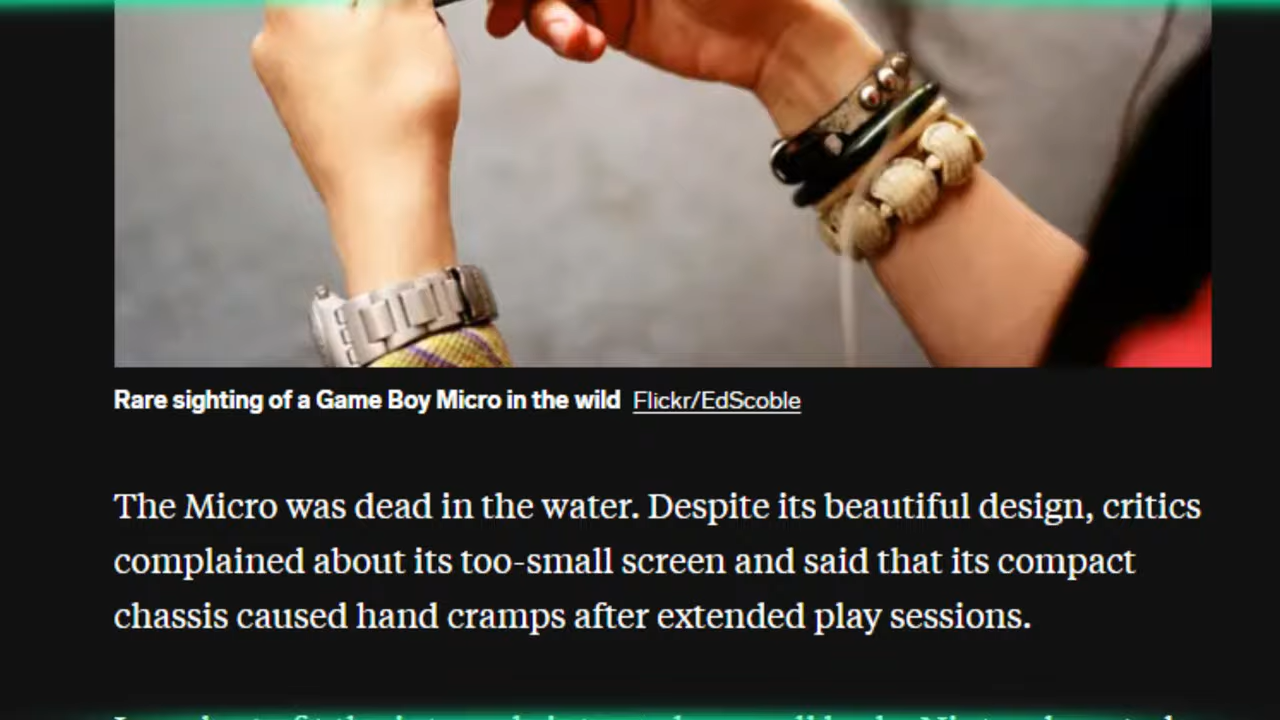 Rare sighting of a Game Boy Micro in the wild Flickr/EdScoble
The Micro was dead in the water. Despite its beautiful design, critics
complained about its too-small screen and said that its compact
chassis caused hand cramps after extended play sessions.